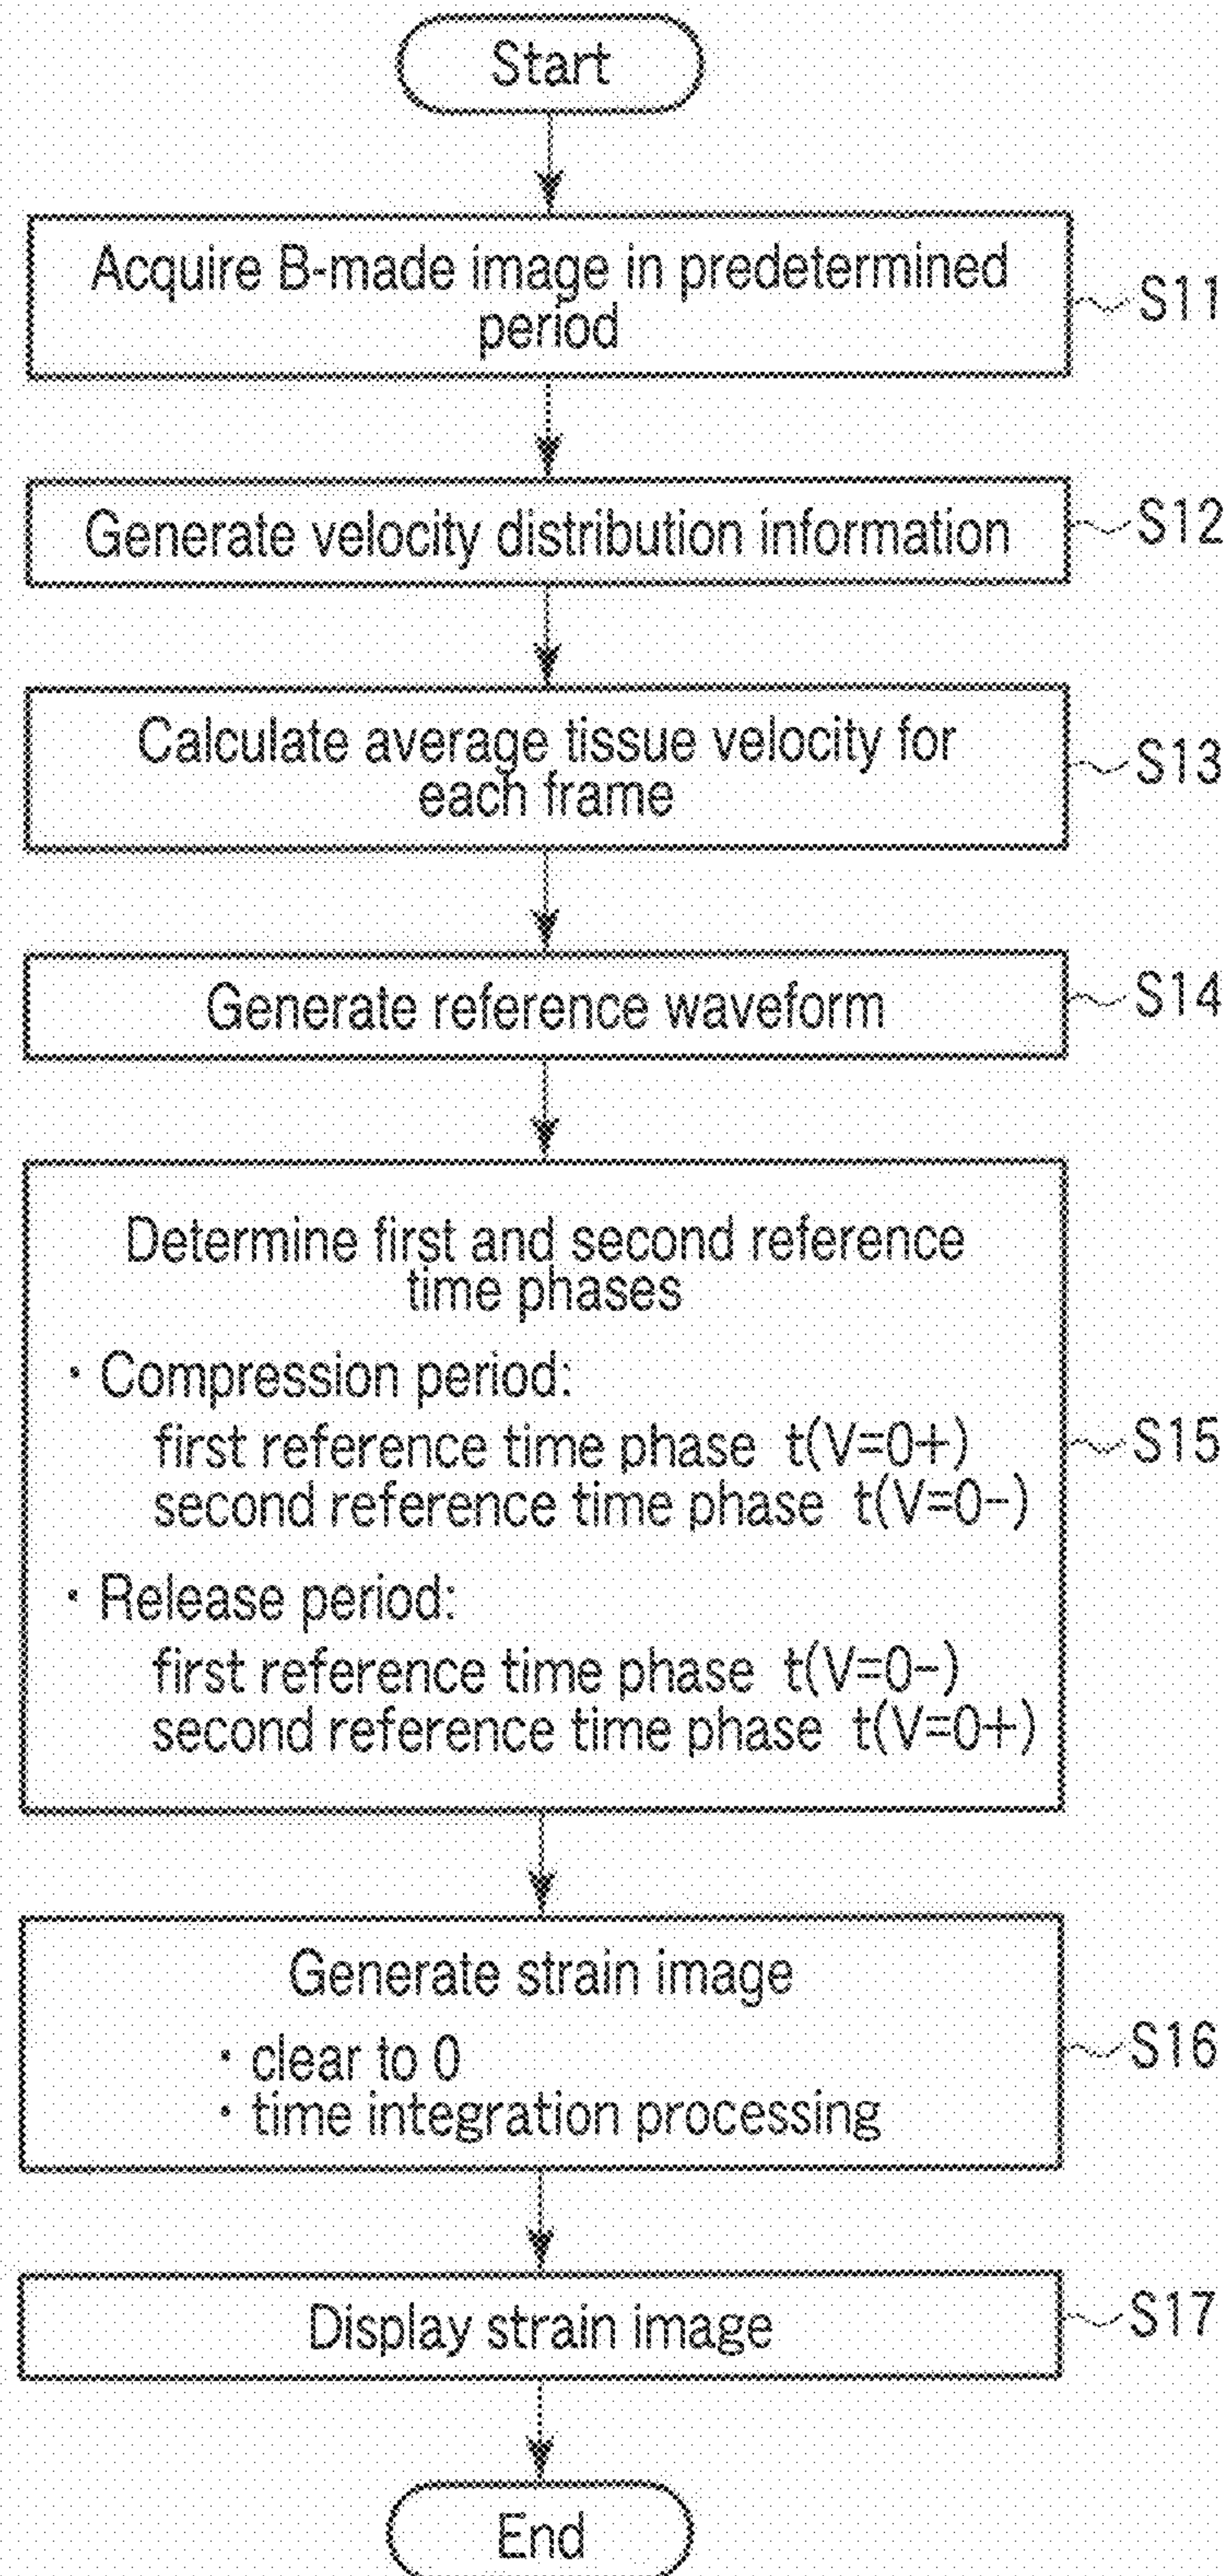 Start
Acquire B-made image in predetermined
period
S11
Generate velocity distribution information
S12
Calculate average tissue velocity for
each frame
S13
Generate reference waveform
S14
Determine first and second reference
time phases
・Compression period:
first reference time phase t(V=0+)
second reference time phase t(V=0−)
・Release period:
first reference time phase t(V=0−)
second reference time phase t(V=0+)
S15
Generate strain image
・clear to 0
・time integration processing
S16
Display strain image
S17
End